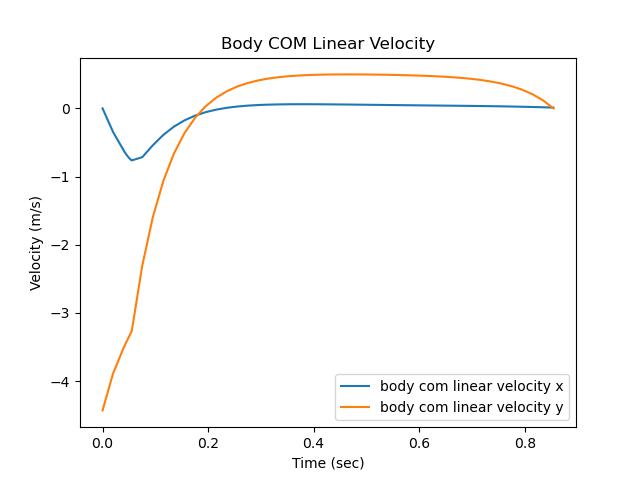 Body COM Linear Velocity
Velocity (m/s)
0
−1
−2
−3
−4
body com linear velocity x
body com linear velocity y
0.0 0.2 0.4 0.6 0.8
Time (sec)